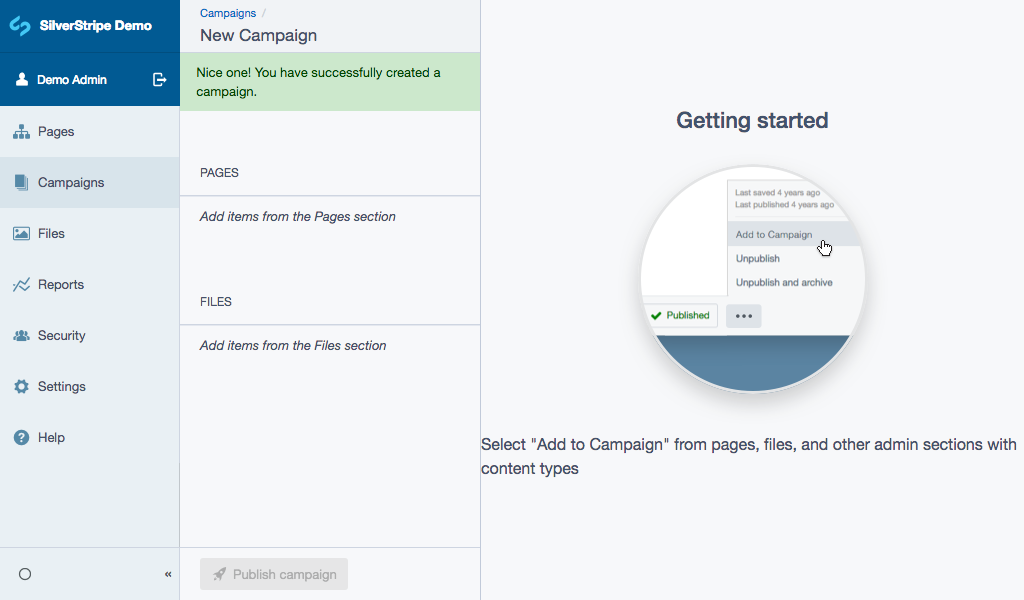 SilverStripe Demo
Demo Admin
Pages
Campaigns
Files
Reports
Security
Settings
Help
«
Campaigns /
New Campaign
Nice one! You have successfully created a
campaign.
PAGES
Add items from the Pages section
FILES
Add items from the Files section
Publish campaign
Getting started
Last saved 4 years ago
Last published 4 years ago
Add to Campaign
Unpublish
Unpublish and archive
Published
Select "Add to Campaign" from pages, files, and other admin sections with
content types